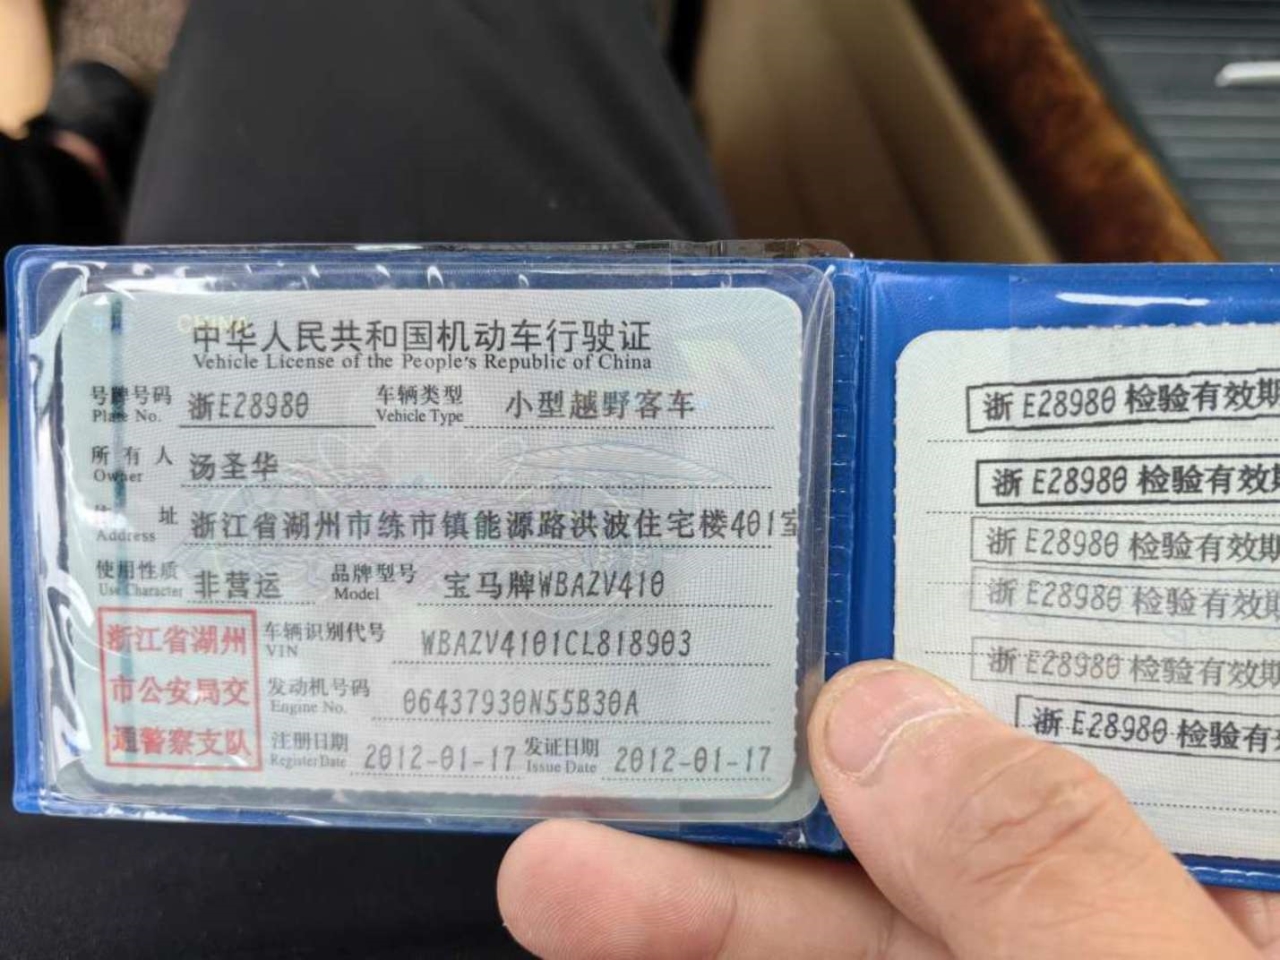 CHINA
中华人民共和国机动车行驶证
Vehicle License of the People's Republic of China
号牌号码 浙E28980 车辆类型 小型越野客车
Plate No. Vehicle Type
所有人 汤圣华
Owner
住址 浙江省湖州市练市镇能源路洪波住宅楼401室
Address
使用性质 非营运 品牌型号 宝马牌WBAZV410
Use Character Model
浙江省湖州
市公安局交
通警察支队
车辆识别代号 WBAZV4101CL818903
VIN
发动机号码 06437930N55B30A
Engine No.
注册日期 2012-01-17 发证日期 2012-01-17
Register Date Issue Date
浙E28980检验有效期
浙E28980检验有效期
浙E28980检验有效期
浙E28980检验有效期
浙E28980检验有效期
浙E28980检验有